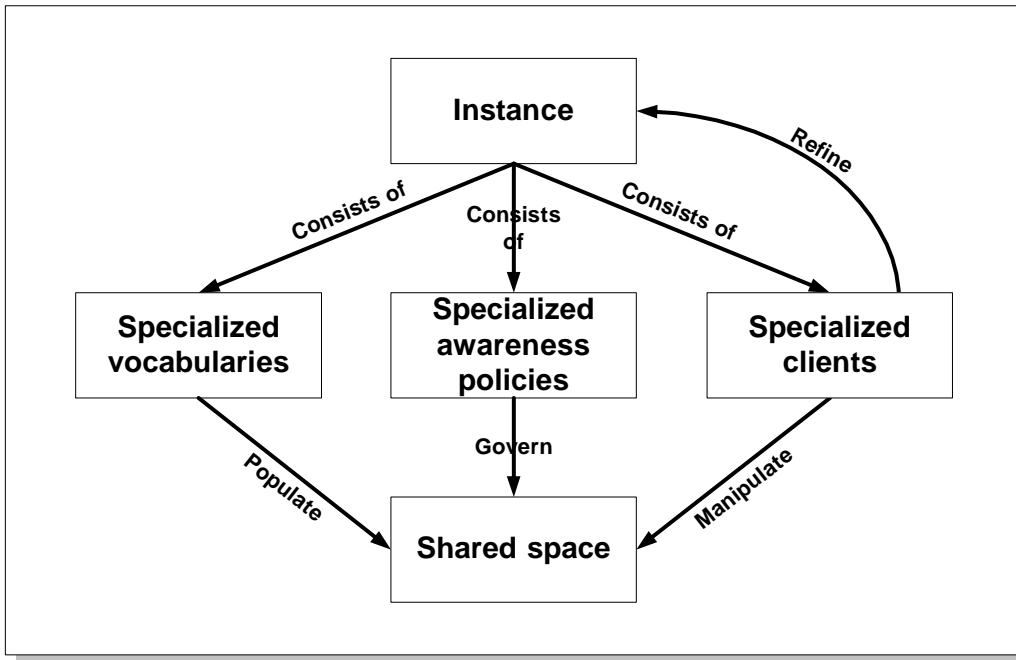 Instance
Refine
Consists of
Consists
of
Consists of
Specialized
vocabularies
Specialized
awareness
policies
Specialized
clients
Populate
Govern
Manipulate
Shared space